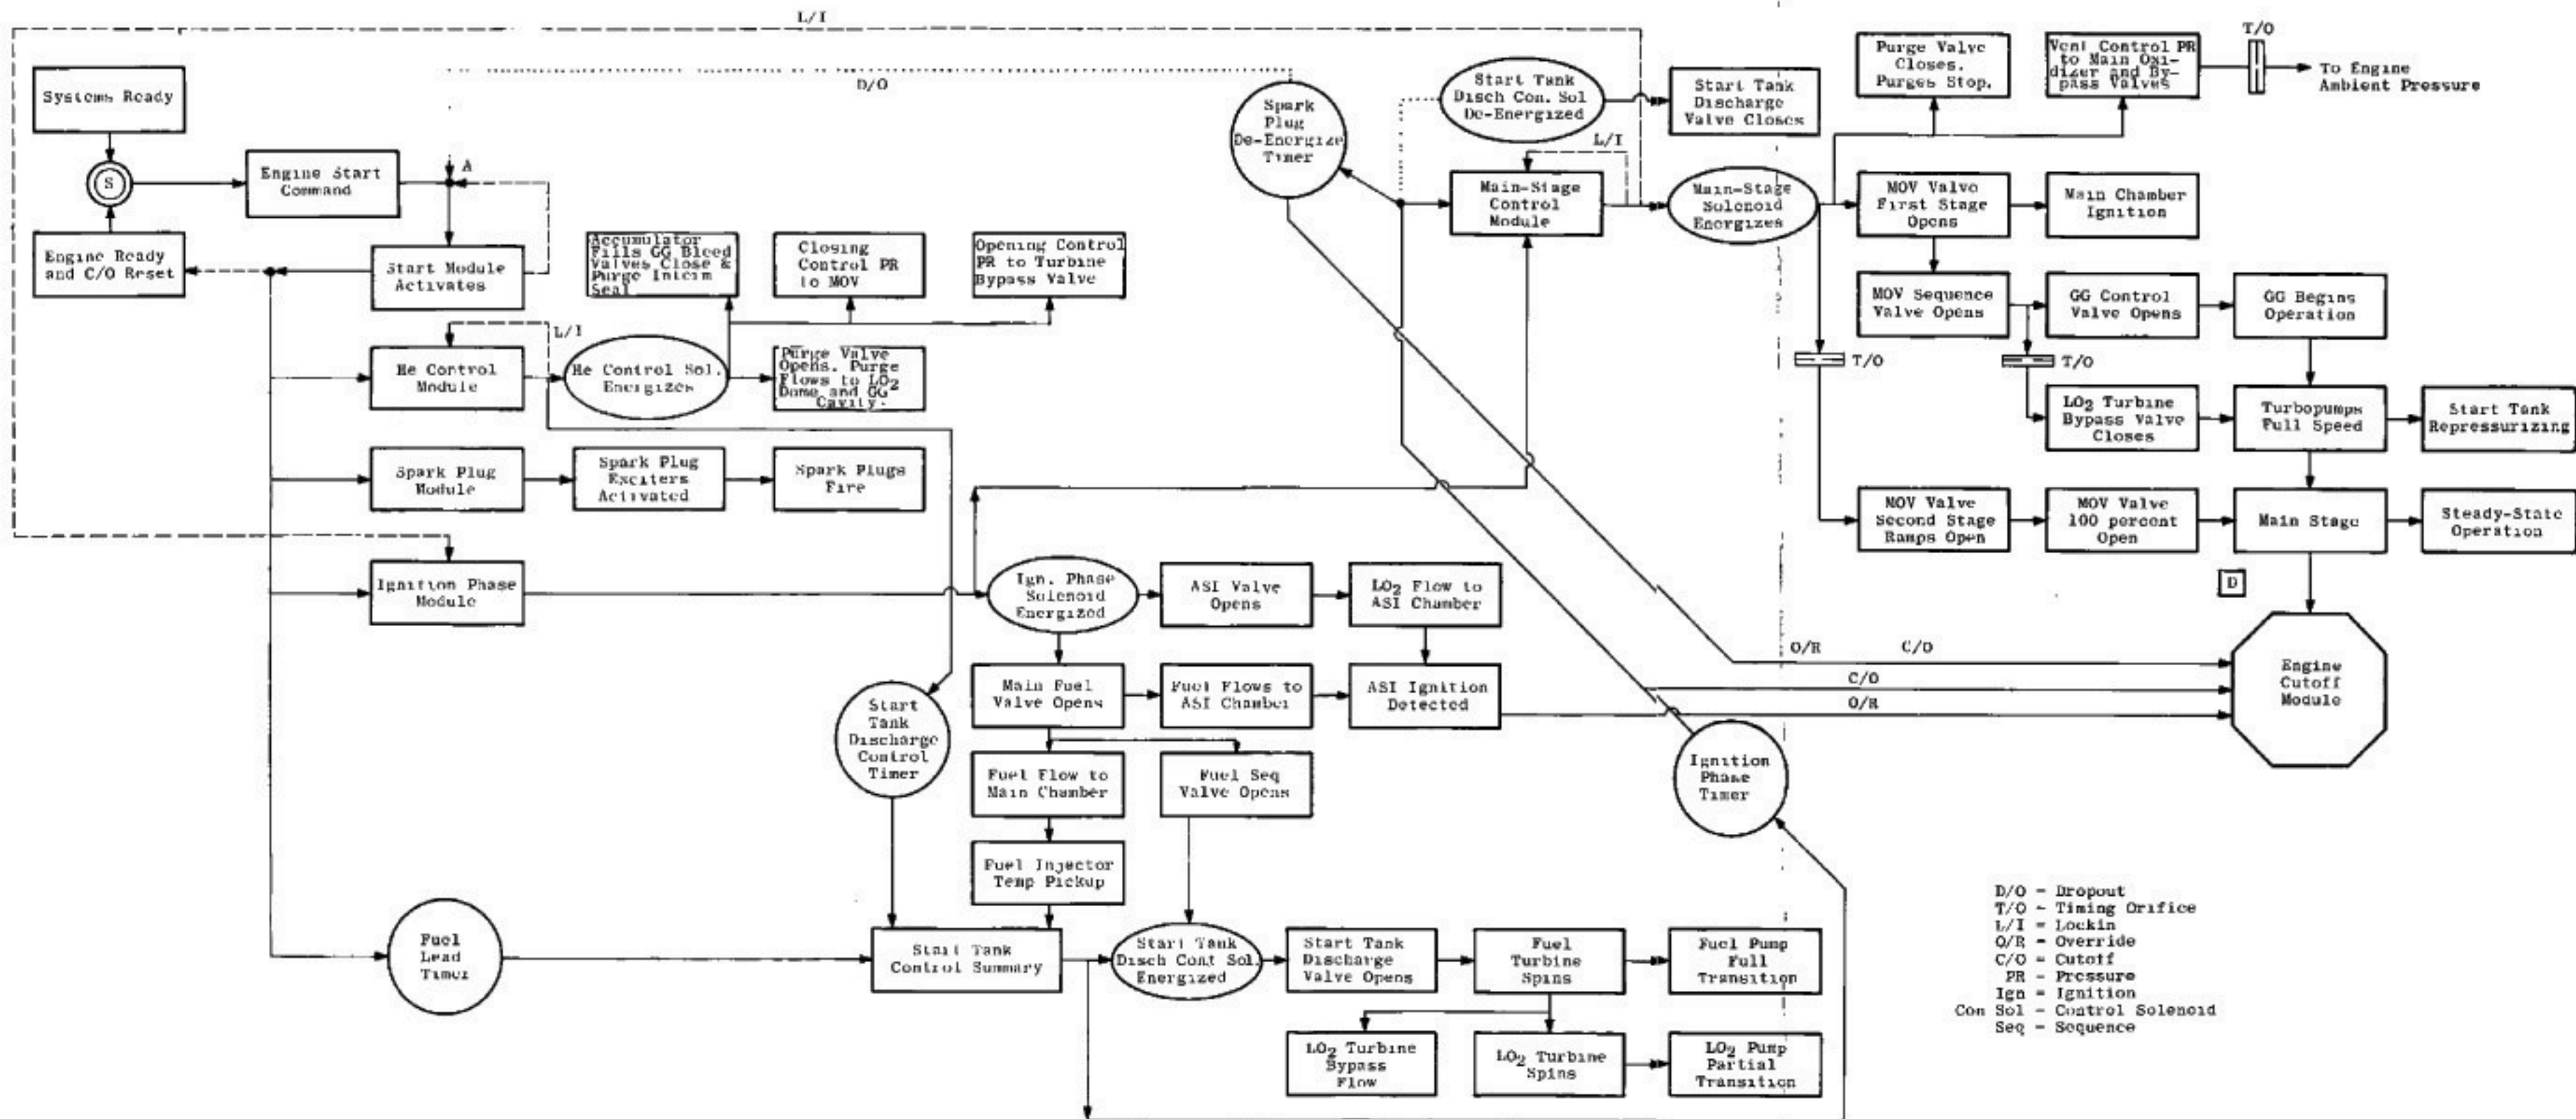 L/I
D/O
Systems Ready
S
Engine Start
Command
A
Engine Ready
and C/O Reset
Start Module
Activates
Accumulator
Fills GG Bleed
Valves Close &
Purge Interm
Seal
Closing
Control PR
to MOV
Opening Control
PR to Turbine
Bypass Valve
L/I
He Control
Module
He Control Sol.
Energizes
Purge Valve
Opens. Purge
Flows to LO2
Dome and GG
Cavity.
Spark Plug
Module
Spark Plug
Exciters
Activated
Spark Plugs
Fire
Ignition Phase
Module
Ign. Phase
Solenoid
Energized
ASI Valve
Opens
LO2 Flow to
ASI Chamber
Main Fuel
Valve Opens
Fuel Flows to
ASI Chamber
ASI Ignition
Detected
Start
Tank
Discharge
Control
Timer
Fuel Flow to
Main Chamber
Fuel Seq
Valve Opens
Fuel Injector
Temp Pickup
Fuel
Lead
Timer
Start Tank
Control Summary
Start Tank
Disch Cont Sol.
Energized
Start Tank
Discharge
Valve Opens
Fuel
Turbine
Spins
Fuel Pump
Full
Transition
LO2 Turbine
Bypass
Flow
LO2 Turbine
Spins
LO2 Pump
Partial
Transition
Spark
Plug
De-Energize
Timer
Start Tank
Disch Con. Sol
De-Energized
Start Tank
Discharge
Valve Closes
L/I
Main-Stage
Control
Module
Main-Stage
Solenoid
Energizes
Purge Valve
Closes.
Purges Stop.
Vent Control PR
to Main Oxi-
dizer and By-
pass Valves
T/O
To Engine
Ambient Pressure
MOV Valve
First Stage
Opens
Main Chamber
Ignition
MOV Sequence
Valve Opens
GG Control
Valve Opens
GG Begins
Operation
T/O
T/O
LO2 Turbine
Bypass Valve
Closes
Turbopumps
Full Speed
Start Tank
Repressurizing
MOV Valve
Second Stage
Ramps Open
MOV Valve
100 percent
Open
Main Stage
Steady-State
Operation
D
O/R C/O
C/O
O/R
Engine
Cutoff
Module
Ignition
Phase
Timer
D/O - Dropout
T/O - Timing Orifice
L/I = Lockin
O/R - Override
C/O = Cutoff
PR - Pressure
Ign = Ignition
Con Sol - Control Solenoid
Seq - Sequence